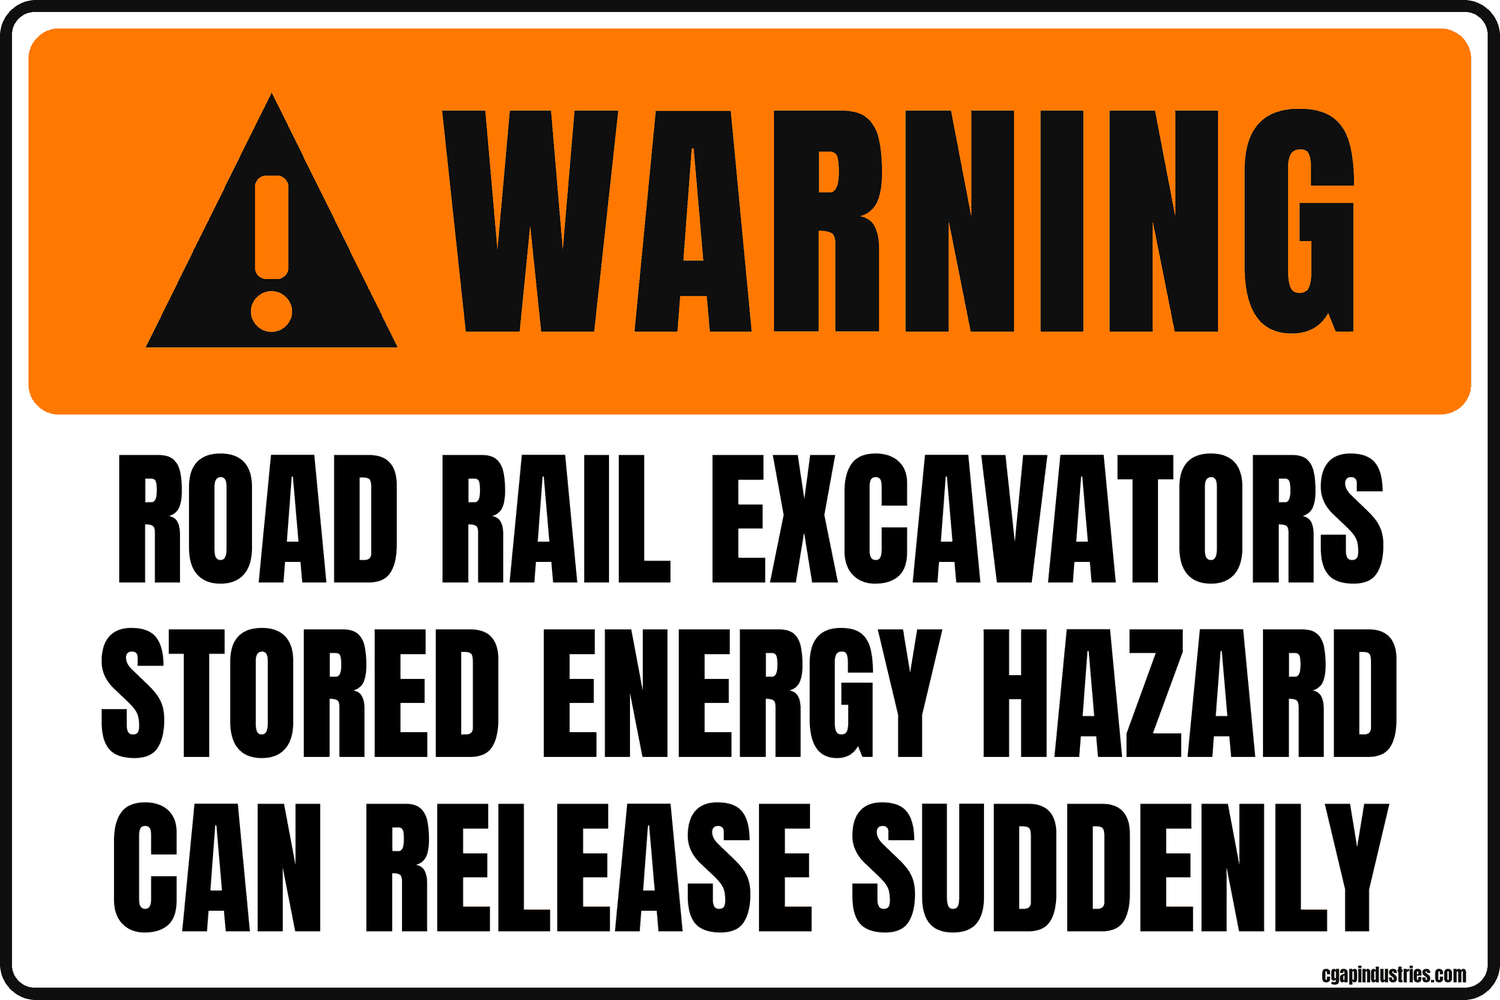 WARNING
ROAD RAIL EXCAVATORS
STORED ENERGY HAZARD
CAN RELEASE SUDDENLY
cgapindustries.com